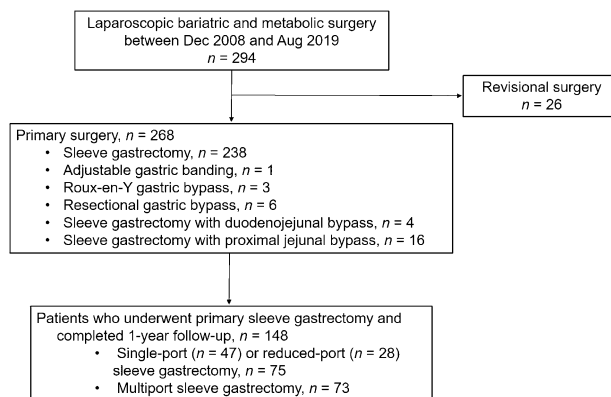 Laparoscopic bariatric and metabolic surgery
between Dec 2008 and Aug 2019
n = 294
Revisional surgery
n = 26
Primary surgery, n = 268
• Sleeve gastrectomy, n = 238
• Adjustable gastric banding, n = 1
• Roux-en-Y gastric bypass, n = 3
• Resectional gastric bypass, n = 6
• Sleeve gastrectomy with duodenojejunal bypass, n = 4
• Sleeve gastrectomy with proximal jejunal bypass, n = 16
Patients who underwent primary sleeve gastrectomy and
completed 1-year follow-up, n = 148
• Single-port (n = 47) or reduced-port (n = 28)
sleeve gastrectomy, n = 75
• Multiport sleeve gastrectomy, n = 73